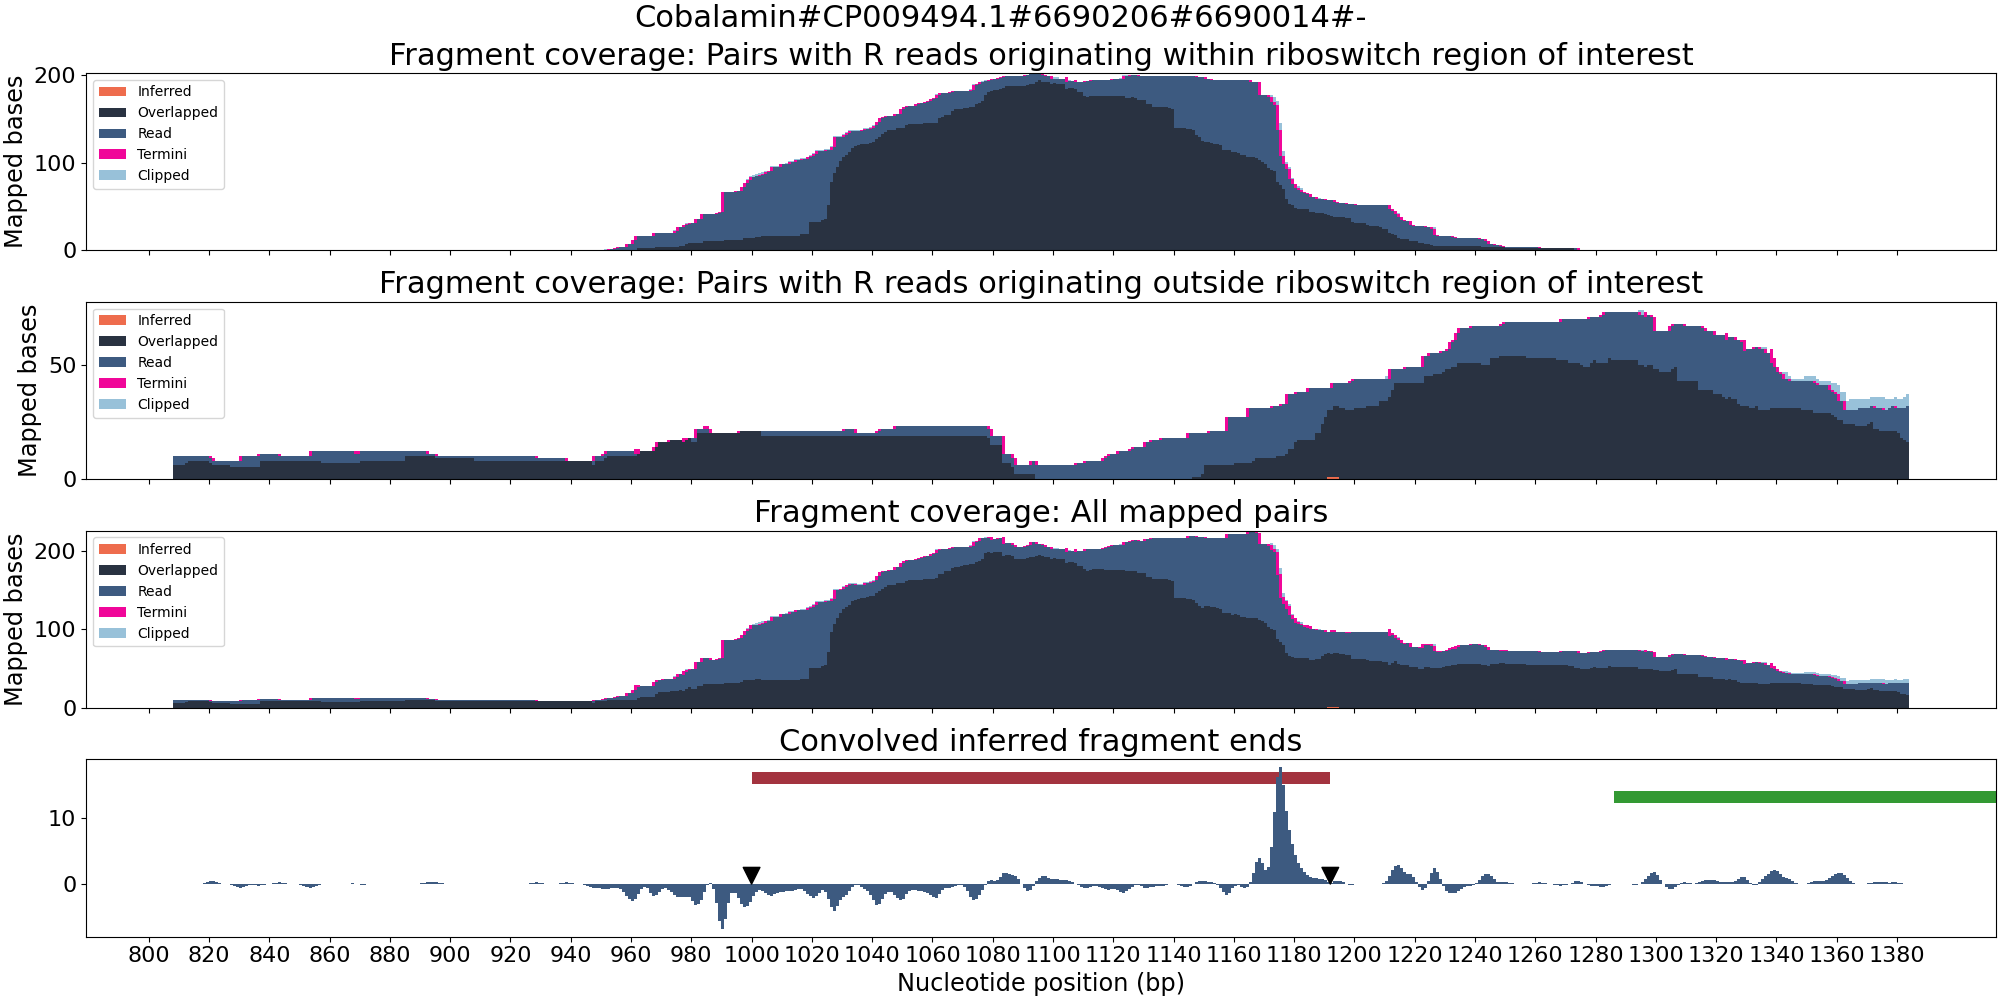 Cobalamin#CP009494.1#6690206#6690014#-
Fragment coverage: Pairs with R reads originating within riboswitch region of interest
Mapped bases
200
100
0
Inferred
Overlapped
Read
Termini
Clipped
Fragment coverage: Pairs with R reads originating outside riboswitch region of interest
Mapped bases
50
0
Inferred
Overlapped
Read
Termini
Clipped
Fragment coverage: All mapped pairs
Mapped bases
200
100
0
Inferred
Overlapped
Read
Termini
Clipped
Convolved inferred fragment ends
10
0
800 820 840 860 880 900 920 940 960 980 1000 1020 1040 1060 1080 1100 1120 1140 1160 1180 1200 1220 1240 1260 1280 1300 1320 1340 1360 1380
Nucleotide position (bp)